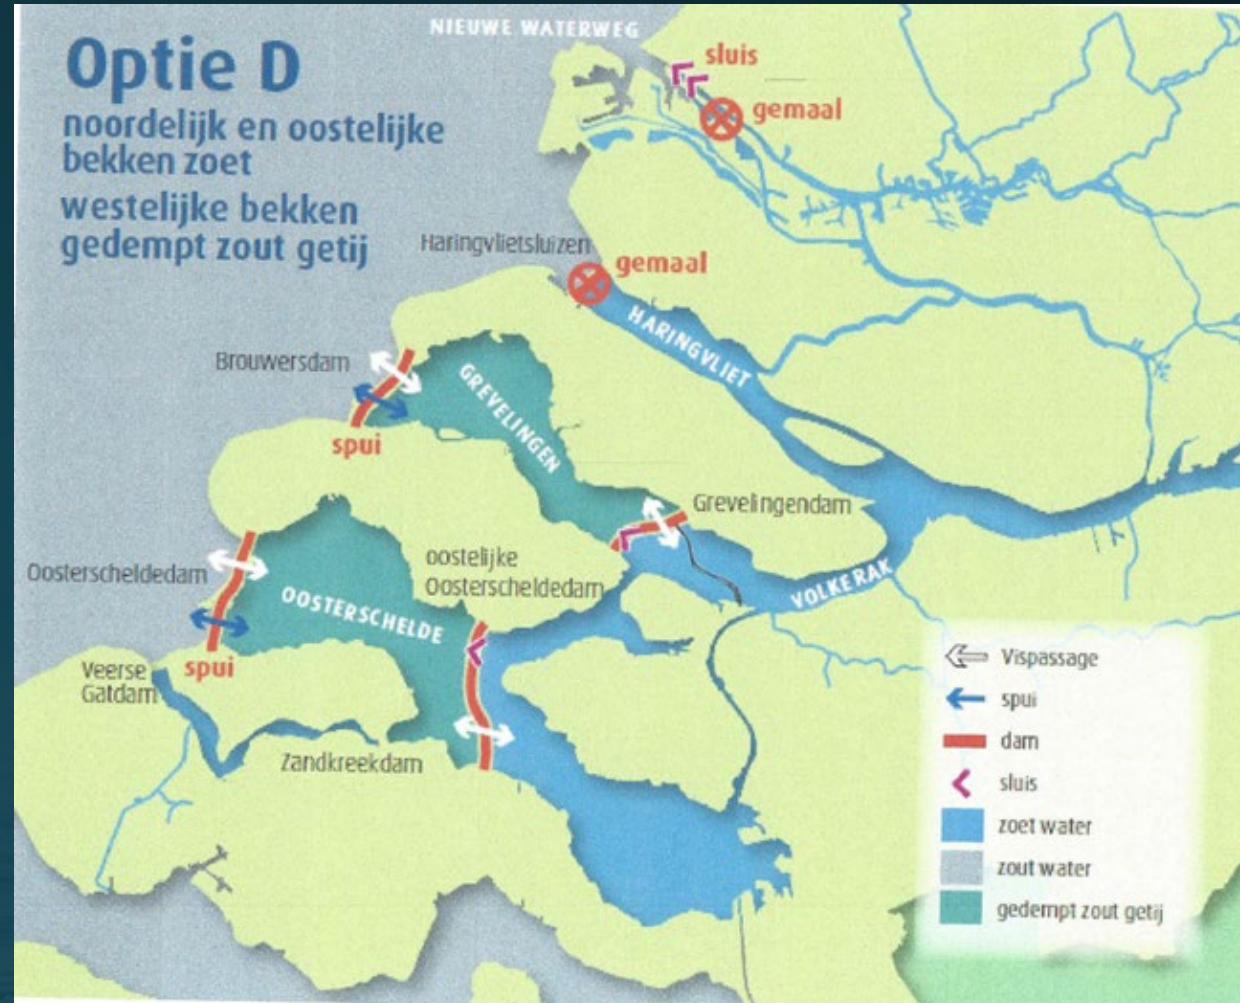 NIEUWE WATERWEG
Optie D
noordelijk en oostelijke
bekken zoet
westelijke bekken
gedempt zout getij
sluis
gemaal
Haringvlietsluizen
gemaal
HARINGVLIET
Brouwersdam
spui
GREVELINGEN
Grevelingendam
oostelijke
Oosterscheldedam
Oosterscheldedam
OOSTERSCHELDE
VOLKERAK
spui
Veerse
Gatdam
Zandkreekdam
Vispassage
spui
dam
sluis
zoet water
zout water
gedempt zout getij